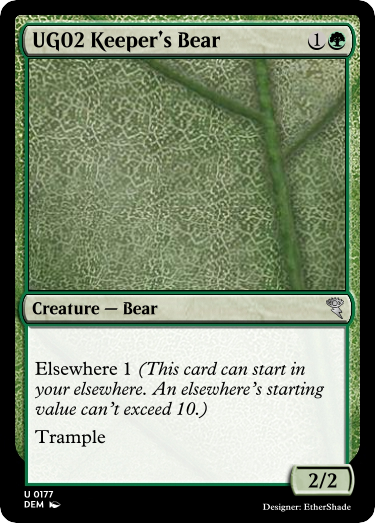 UG02 Keeper's Bear 1
Creature — Bear
Elsewhere 1 (This card can start in
your elsewhere. An elsewhere's starting
value can't exceed 10.)
Trample
2/2
U 0177
DEM
Designer: EtherShade